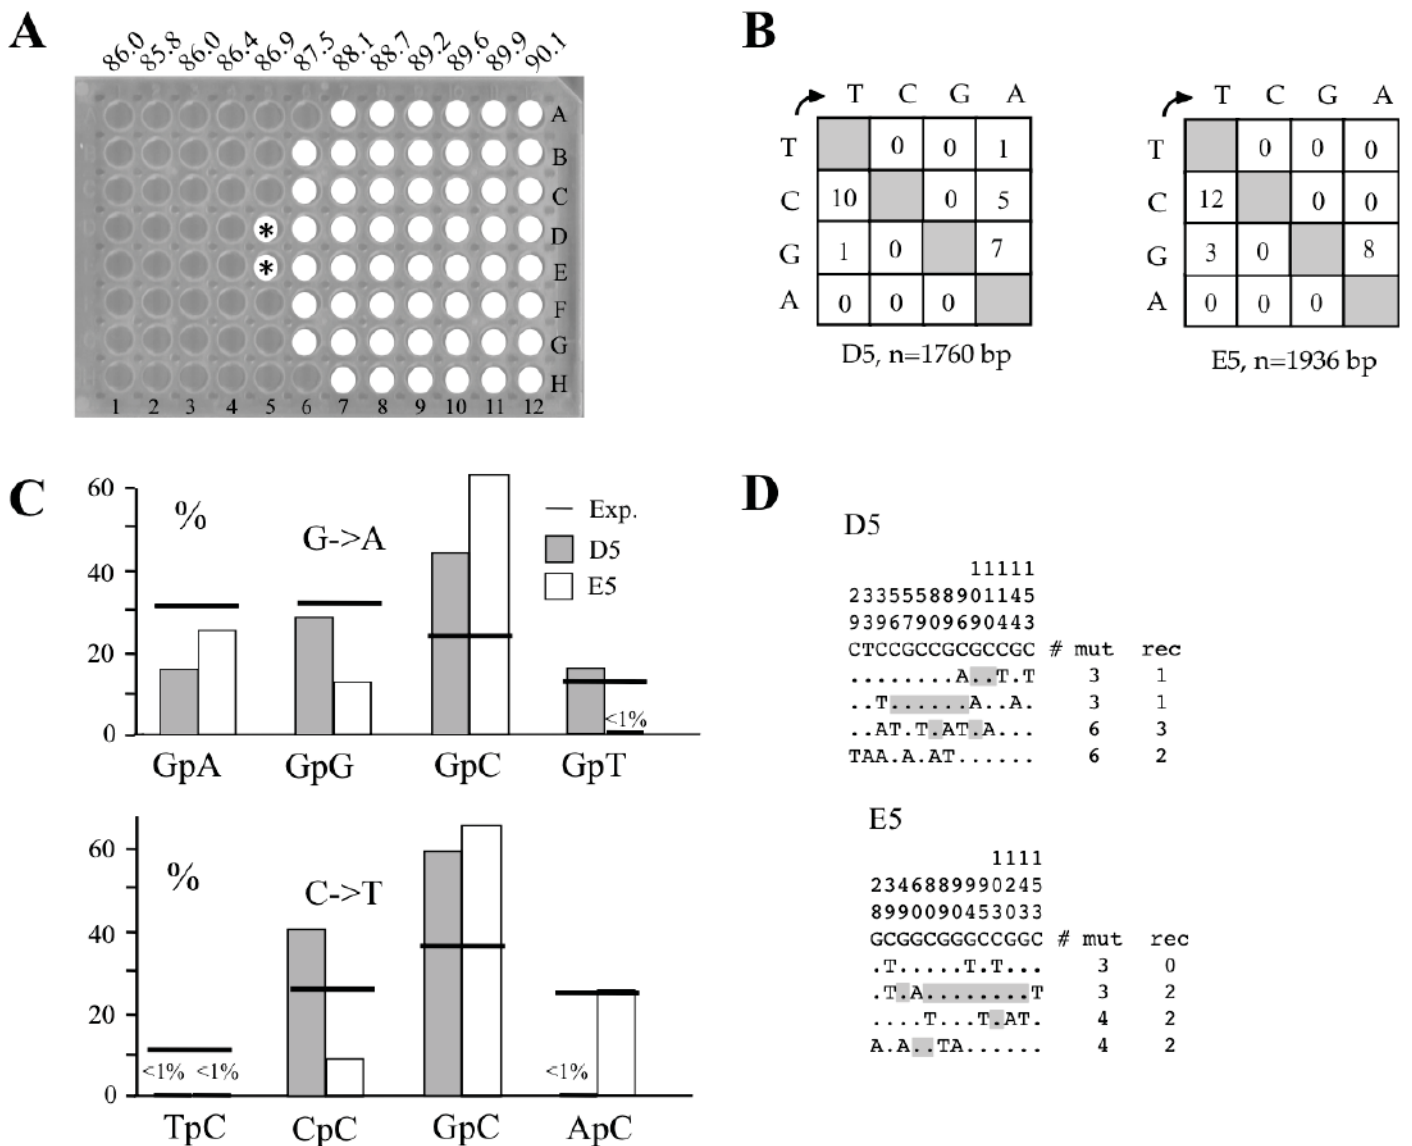 A
86.0 85.8 86.0 86.4 86.9 87.5 88.1 88.7 89.2 89.6 89.9 90.1
A
B
C
* D
* E
F
G
H
1 2 3 4 5 6 7 8 9 10 11 12
B
T C G A
T 0 0 1
C 10 0 5
G 1 0 7
A 0 0 0
D5, n=1760 bp
T C G A
T 0 0 0
C 12 0 0
G 3 0 8
A 0 0 0
E5, n=1936 bp
C
60
40
20
0
%
G->A
Exp.
D5
E5
<1%
GpA GpG GpC GpT
60
40
20
0
%
C->T
<1% <1% <1%
TpC CpC GpC ApC
D
D5
11111
23355588901145
93967909690443
CTCCGCCGCGCCGC # mut rec
........A..T.T 3 1
..T......A..A. 3 1
..AT.T.AT.A... 6 3
TAA.A.AT...... 6 2
E5
1111
2346889990245
8990090453033
GCGGCGGGCCGGC # mut rec
.T.....T.T... 3 0
.T.A........T 3 2
....T...T.AT. 4 2
A.A..TA...... 4 2